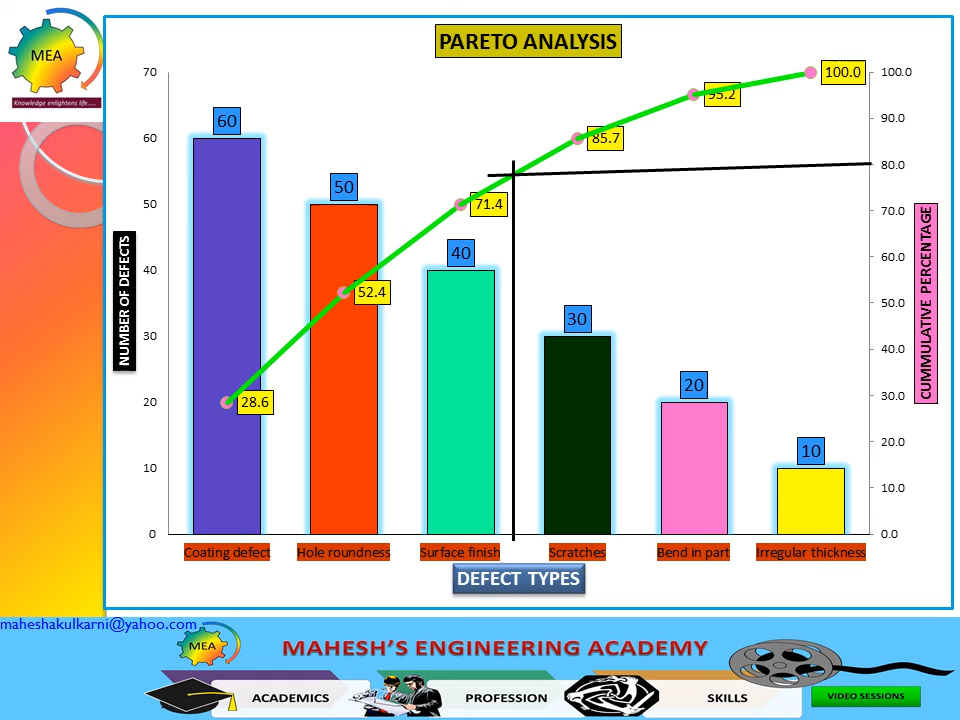 MEA
Knowledge enlightens life.....
PARETO ANALYSIS
NUMBER OF DEFECTS
70
60
50
40
30
20
10
0
60
50
40
30
20
10
28.6
52.4
71.4
85.7
95.2
100.0
100.0
90.0
80.0
70.0
60.0
50.0
40.0
30.0
20.0
10.0
0.0
CUMMULATIVE PERCENTAGE
Coating defect
Hole roundness
Surface finish
Scratches
Bend in part
Irregular thickness
DEFECT TYPES
maheshakulkarni@yahoo.com
MEA
MAHESH'S ENGINEERING ACADEMY
ACADEMICS
PROFESSION
SKILLS
VIDEO SESSIONS